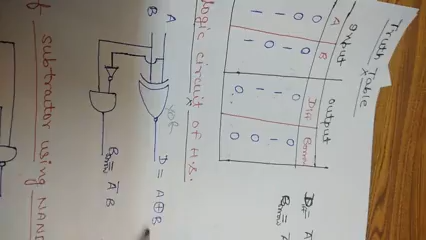 Truth Table
Input output
A B Diff Borrow
0 0 0 0
0 1 1 1
1 0 1 0
1 1 0 0
logic circuit of H.S.
A
B
D = A ⊕ B
XOR
Borrow = A̅ B
subtractor using NAND